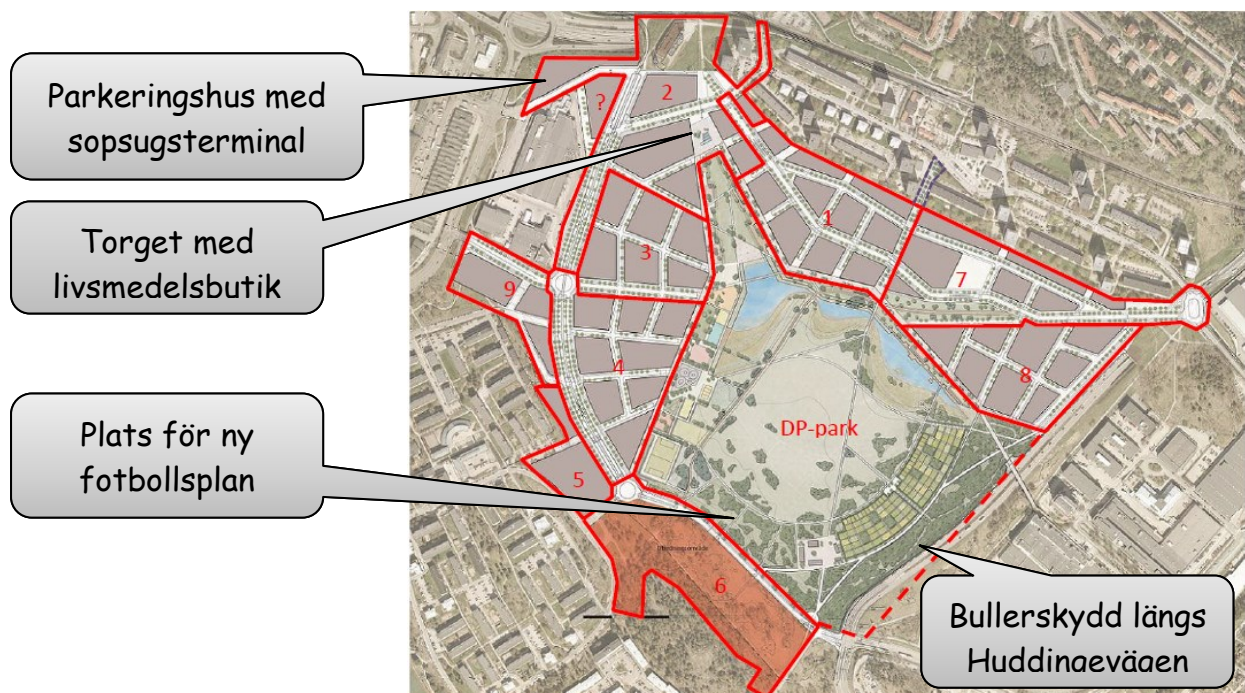 Parkeringshus med
sopsugsterminal
Torget med
livsmedelsbutik
Plats för ny
fotbollsplan
Bullerskydd längs
Huddingevägen
?
2
1
3
7
9
4
8
DP-park
5
6